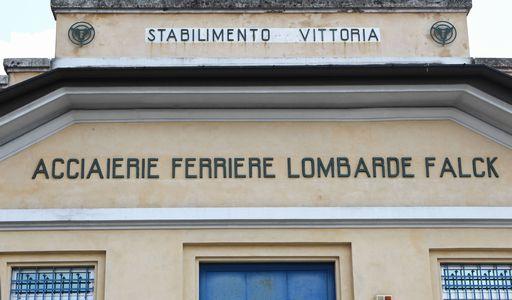 STABILIMENTO VITTORIA
ACCIAIERIE FERRIERE LOMBARDE FALCK